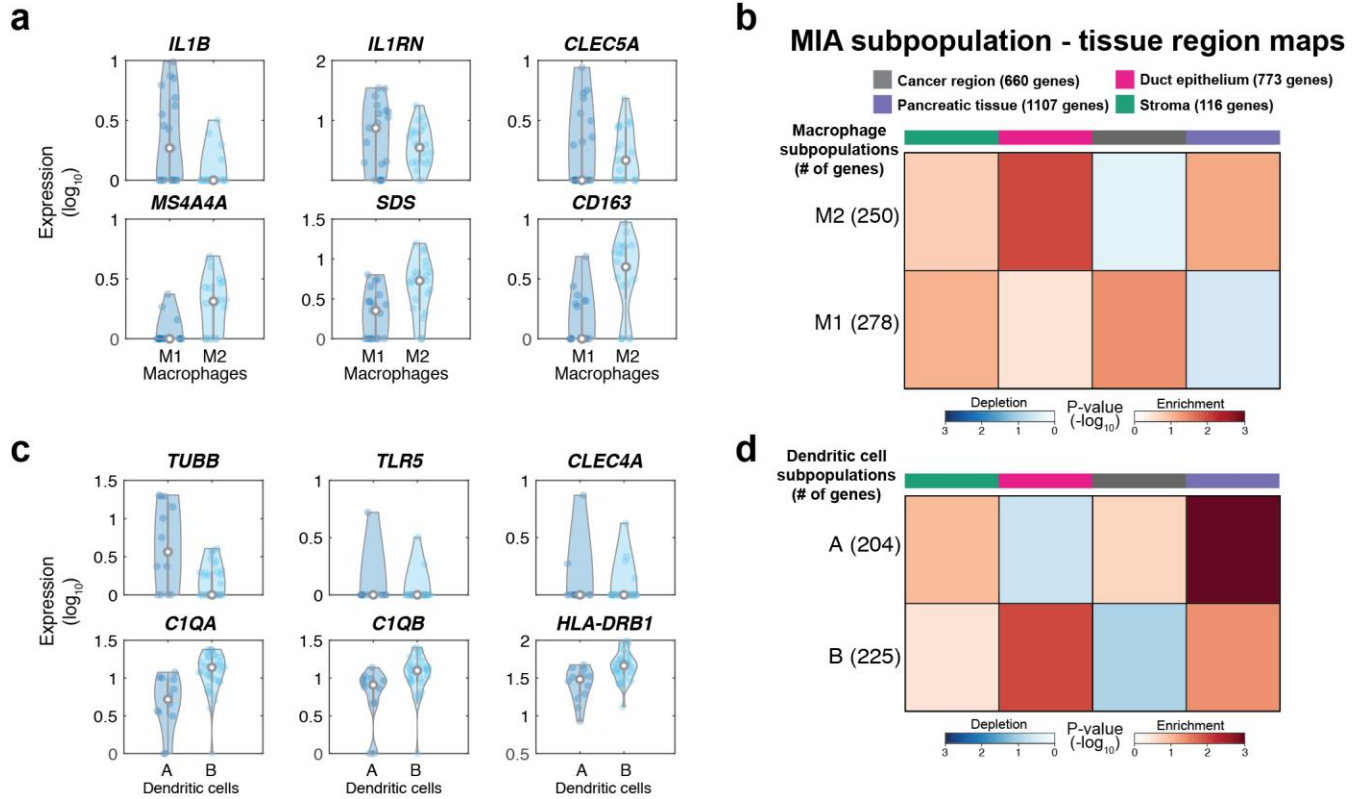 a
IL1B
IL1RN
CLEC5A
1
0.5
0
2
1
0
1
0.5
0
Expression
(log10)
MS4A4A
SDS
CD163
1
0.5
0
1.5
1
0.5
0
1
0.5
0
M1 M2
Macrophages
M1 M2
Macrophages
M1 M2
Macrophages
b
MIA subpopulation - tissue region maps
Cancer region (660 genes)
Duct epithelium (773 genes)
Pancreatic tissue (1107 genes)
Stroma (116 genes)
Macrophage
subpopulations
(# of genes)
M2 (250)
M1 (278)
Depletion
P-value
(-log10)
Enrichment
3 2 1 0
0 1 2 3
c
TUBB
TLR5
CLEC4A
1.5
1
0.5
0
1
0.5
0
1
0.5
0
Expression
(log10)
C1QA
C1QB
HLA-DRB1
1.5
1
0.5
0
1.5
1
0.5
0
2
1.5
1
0.5
A B
Dendritic cells
A B
Dendritic cells
A B
Dendritic cells
d
Dendritic cell
subpopulations
(# of genes)
A (204)
B (225)
Depletion
P-value
(-log10)
Enrichment
3 2 1 0
0 1 2 3